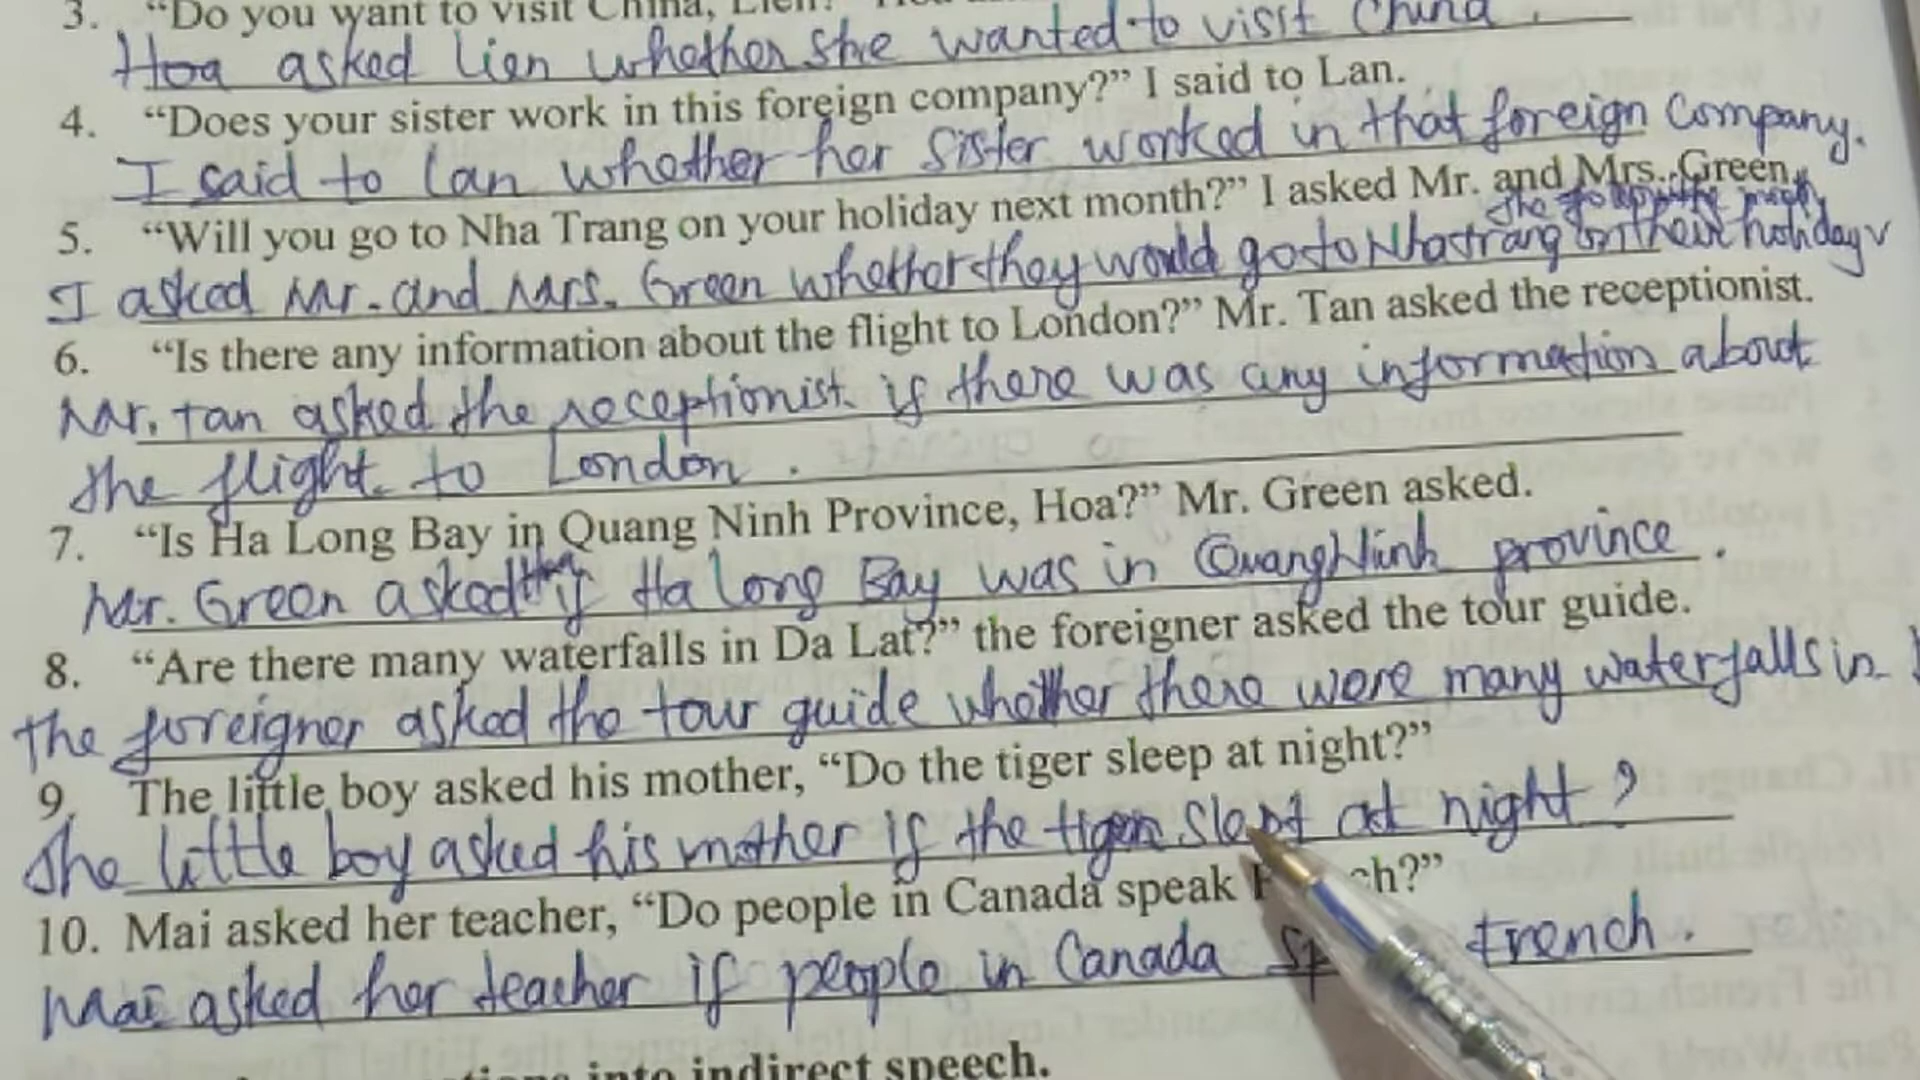 3. "Do you want to visit China, Lien?"
Hoa asked Lien whether she wanted to visit China.
4. "Does your sister work in this foreign company?" I said to Lan.
I said to Lan whether her sister worked in that foreign company.
5. "Will you go to Nha Trang on your holiday next month?" I asked Mr. and Mrs. Green.
the following month
I asked Mr. and Mrs. Green whether they would go to Nha trang on their holiday
6. "Is there any information about the flight to London?" Mr. Tan asked the receptionist.
Mr. Tan asked the receptionist if there was any information about
the flight to London.
7. "Is Ha Long Bay in Quang Ninh Province, Hoa?" Mr. Green asked.
Mr. Green asked if Ha long Bay was in Quang Ninh province.
8. "Are there many waterfalls in Da Lat?" the foreigner asked the tour guide.
the foreigner asked the tour guide whether there were many waterfalls in
9. The little boy asked his mother, "Do the tiger sleep at night?"
The little boy asked his mother if the tiger slept at night?
10. Mai asked her teacher, "Do people in Canada speak
Mai asked her teacher if people in Canada French.
into indirect speech.